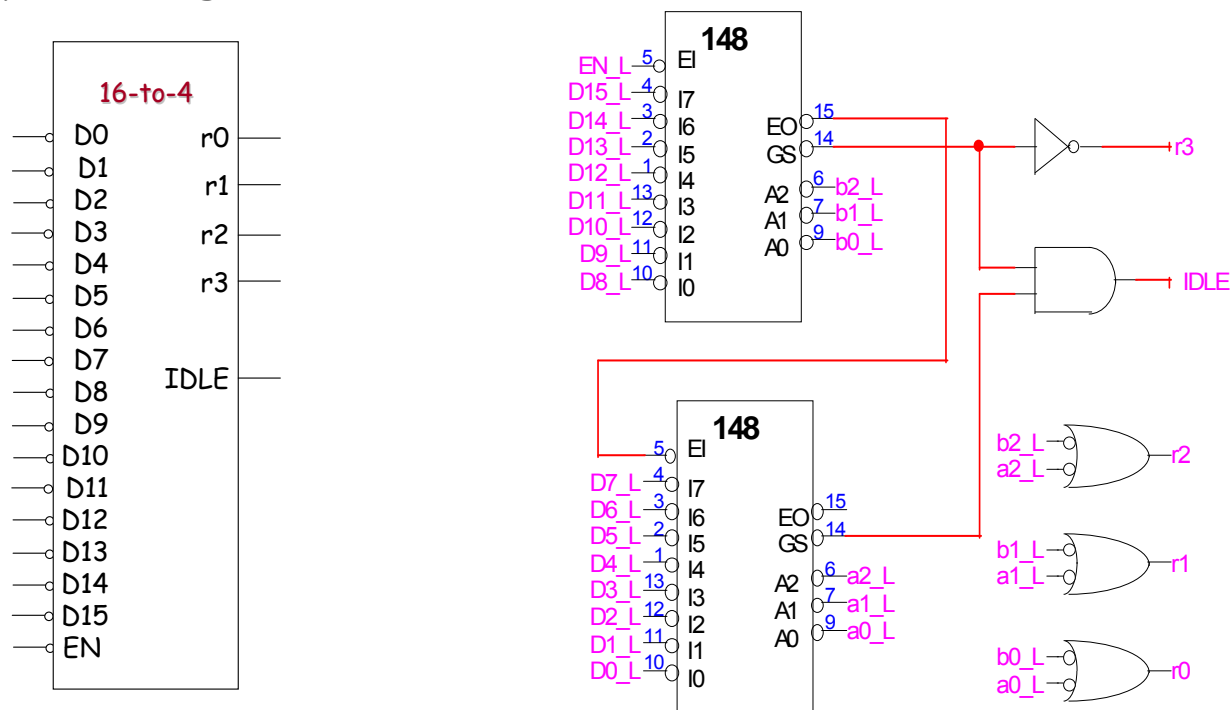 16-to-4
D0
D1
D2
D3
D4
D5
D6
D7
D8
D9
D10
D11
D12
D13
D14
D15
EN
r0
r1
r2
r3
IDLE
148
EN_L 5 EI
D15_L 4 I7
D14_L 3 I6
D13_L 2 I5
D12_L 1 I4
D11_L 13 I3
D10_L 12 I2
D9_L 11 I1
D8_L 10 I0
EO 15
GS 14
A2 6 b2_L
A1 7 b1_L
A0 9 b0_L
r3
IDLE
148
5 EI
D7_L 4 I7
D6_L 3 I6
D5_L 2 I5
D4_L 1 I4
D3_L 13 I3
D2_L 12 I2
D1_L 11 I1
D0_L 10 I0
EO 15
GS 14
A2 6 a2_L
A1 7 a1_L
A0 9 a0_L
b2_L
a2_L
r2
b1_L
a1_L
r1
b0_L
a0_L
r0